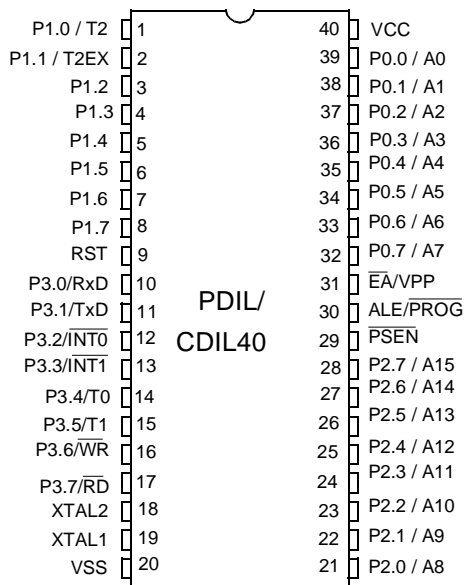 P1.0 / T2 1 40 VCC
P1.1 / T2EX 2 39 P0.0 / A0
P1.2 3 38 P0.1 / A1
P1.3 4 37 P0.2 / A2
P1.4 5 36 P0.3 / A3
P1.5 6 35 P0.4 / A4
P1.6 7 34 P0.5 / A5
P1.7 8 33 P0.6 / A6
RST 9 32 P0.7 / A7
P3.0/RxD 10 31 E̅A̅/VPP
P3.1/TxD 11 PDIL/ 30 ALE/P̅R̅O̅G̅
P3.2/I̅N̅T̅0̅ 12 CDIL40 29 P̅S̅E̅N̅
P3.3/I̅N̅T̅1̅ 13 28 P2.7 / A15
P3.4/T0 14 27 P2.6 / A14
P3.5/T1 15 26 P2.5 / A13
P3.6/W̅R̅ 16 25 P2.4 / A12
P3.7/R̅D̅ 17 24 P2.3 / A11
XTAL2 18 23 P2.2 / A10
XTAL1 19 22 P2.1 / A9
VSS 20 21 P2.0 / A8